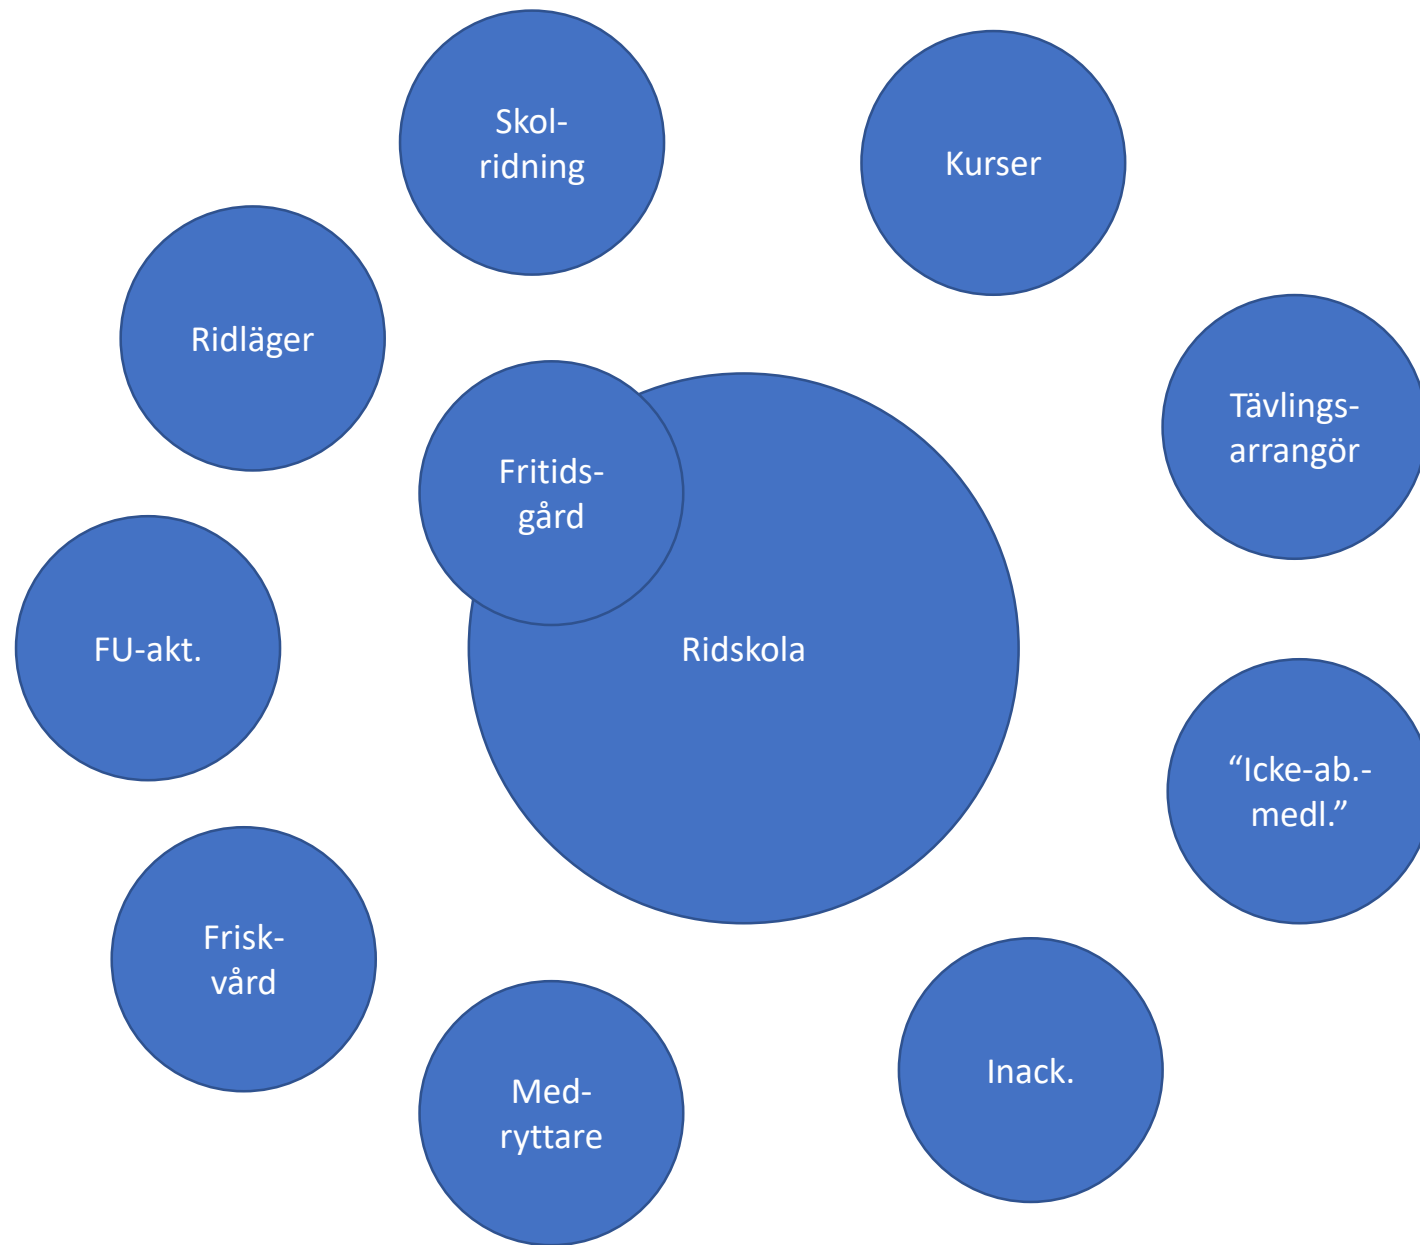 Skol-
ridning
Kurser
Ridläger
Tävlings-
arrangör
Fritids-
gård
FU-akt.
Ridskola
“Icke-ab.-
medl.”
Frisk-
vård
Inack.
Med-
ryttare